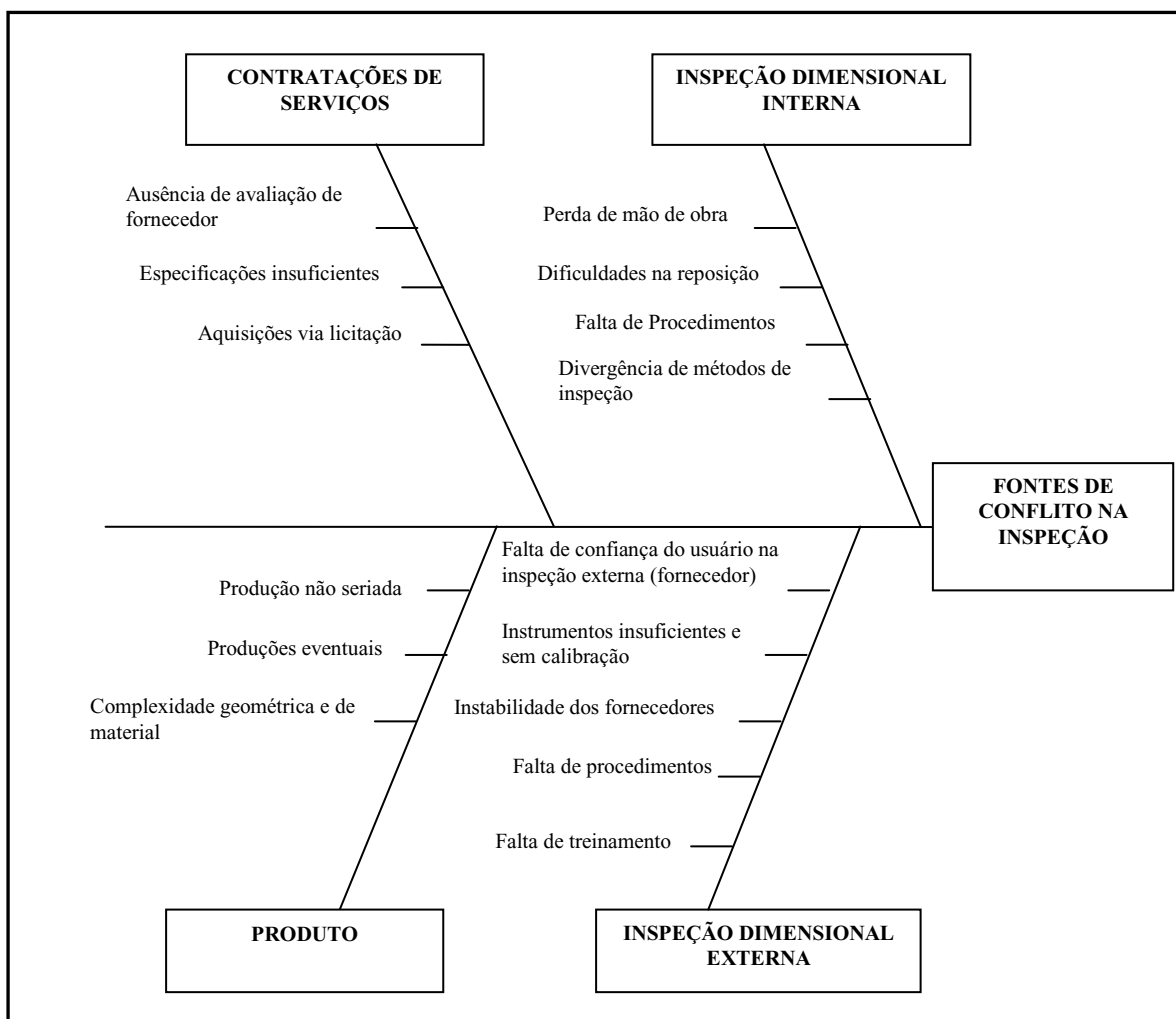 CONTRATAÇÕES DE
SERVIÇOS
INSPEÇÃO DIMENSIONAL
INTERNA
Ausência de avaliação de
fornecedor
Especificações insuficientes
Aquisições via licitação
Perda de mão de obra
Dificuldades na reposição
Falta de Procedimentos
Divergência de métodos de
inspeção
FONTES DE
CONFLITO NA
INSPEÇÃO
Produção não seriada
Produções eventuais
Complexidade geométrica e de
material
Falta de confiança do usuário na
inspeção externa (fornecedor)
Instrumentos insuficientes e
sem calibração
Instabilidade dos fornecedores
Falta de procedimentos
Falta de treinamento
PRODUTO
INSPEÇÃO DIMENSIONAL
EXTERNA